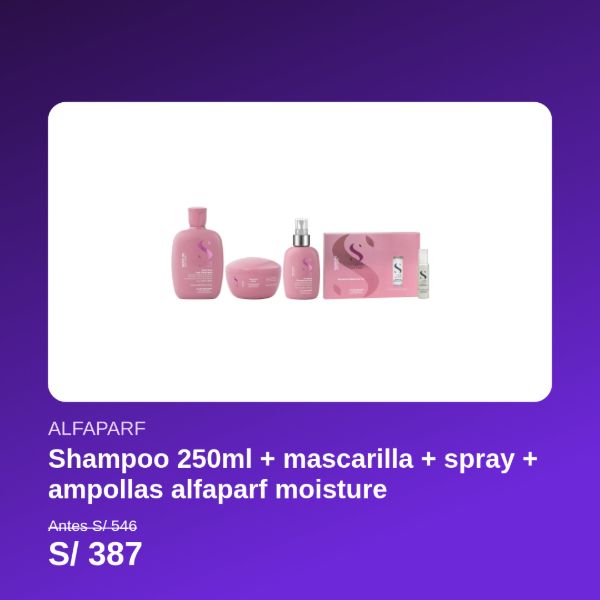 ALFAPARF
Shampoo 250ml + mascarilla + spray +
ampollas alfaparf moisture
Antes S/ 546
S/ 387